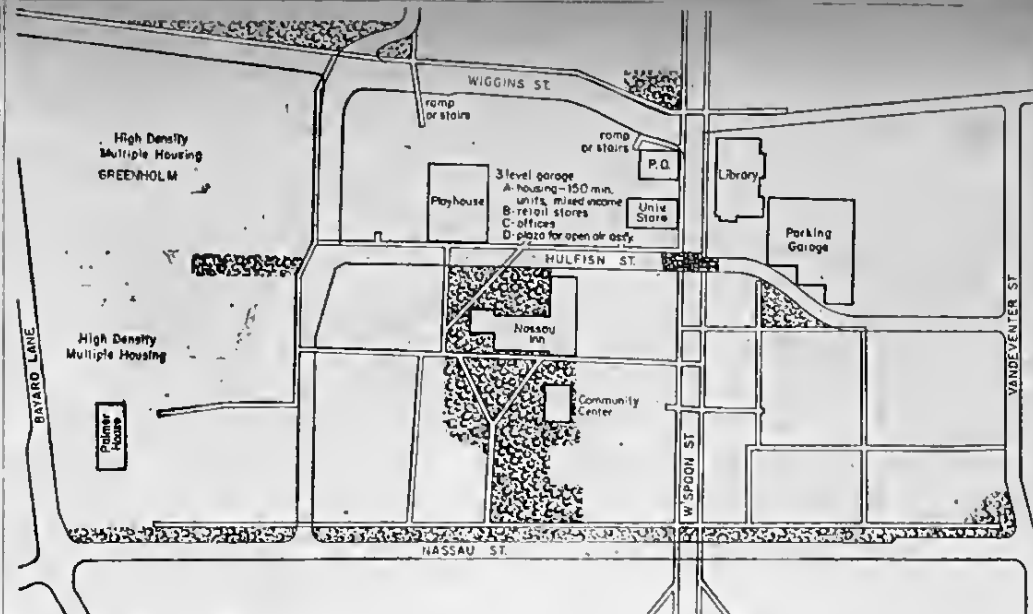 WIGGINS ST.
ramp
or stairs
High Density
Multiple Housing
GREENHOLM
ramp
or stairs
P.O.
Library
Playhouse
3 level garage
A-housing-150 min.
units, mixed income
B-retail stores
C-offices
D-plaza for open air assy.
Univ
Store
Parking
Garage
HULFISH ST.
Nassau
Inn
High Density
Multiple Housing
BAYARD LANE
VANDEVENTER ST
Palmer
House
Community
Center
W'SPOON ST
NASSAU ST.